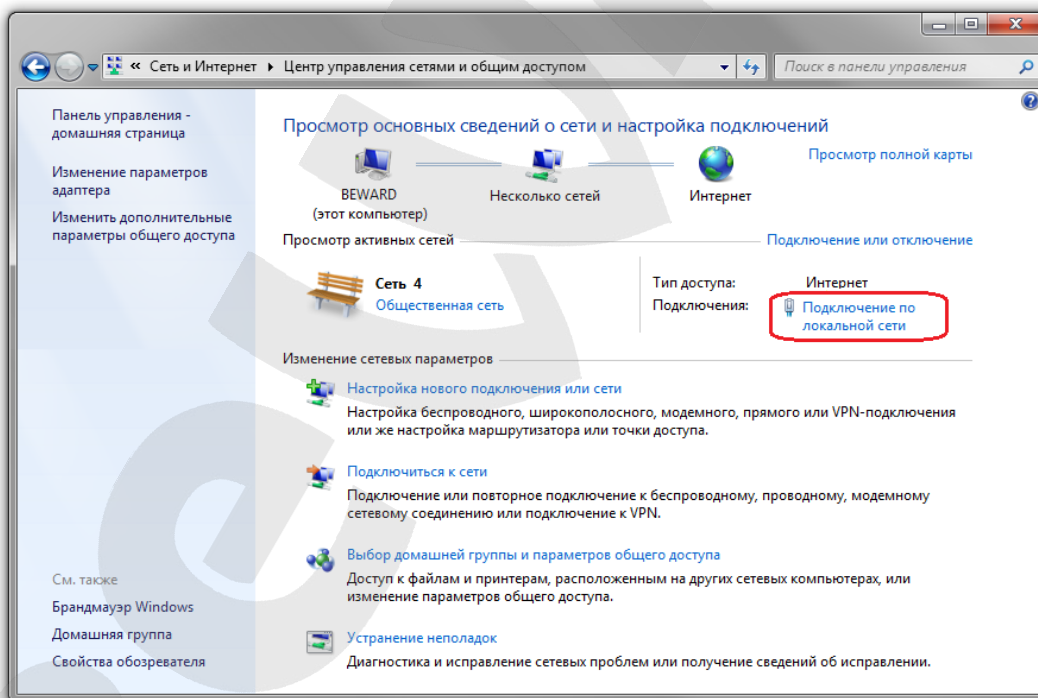 « Сеть и Интернет ▸ Центр управления сетями и общим доступом
Поиск в панели управления
Панель управления -
домашняя страница
Изменение параметров
адаптера
Изменить дополнительные
параметры общего доступа
Просмотр основных сведений о сети и настройка подключений
Просмотр полной карты
BEWARD
(этот компьютер)
Несколько сетей
Интернет
Просмотр активных сетей
Подключение или отключение
Сеть 4
Общественная сеть
Тип доступа: Интернет
Подключения: Подключение по
локальной сети
Изменение сетевых параметров
Настройка нового подключения или сети
Настройка беспроводного, широкополосного, модемного, прямого или VPN-подключения
или же настройка маршрутизатора или точки доступа.
Подключиться к сети
Подключение или повторное подключение к беспроводному, проводному, модемному
сетевому соединению или подключение к VPN.
Выбор домашней группы и параметров общего доступа
Доступ к файлам и принтерам, расположенным на других сетевых компьютерах, или
изменение параметров общего доступа.
Устранение неполадок
Диагностика и исправление сетевых проблем или получение сведений об исправлении.
См. также
Брандмауэр Windows
Домашняя группа
Свойства обозревателя